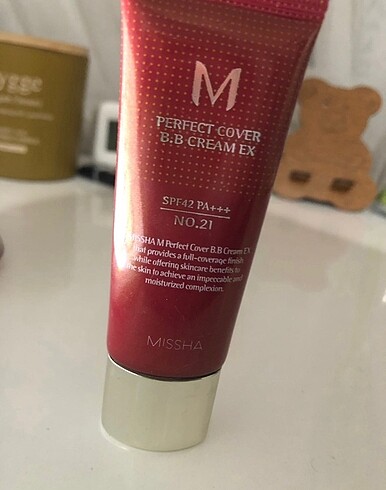 ygge
M
PERFECT COVER
B.B CREAM EX
SPF42 PA+++
NO.21
MISSHA M Perfect Cover B.B Cream EX
that provides a full-coverage finish
while offering skincare benefits to
the skin to achieve an impeccable and
moisturized complexion.
MISSHA